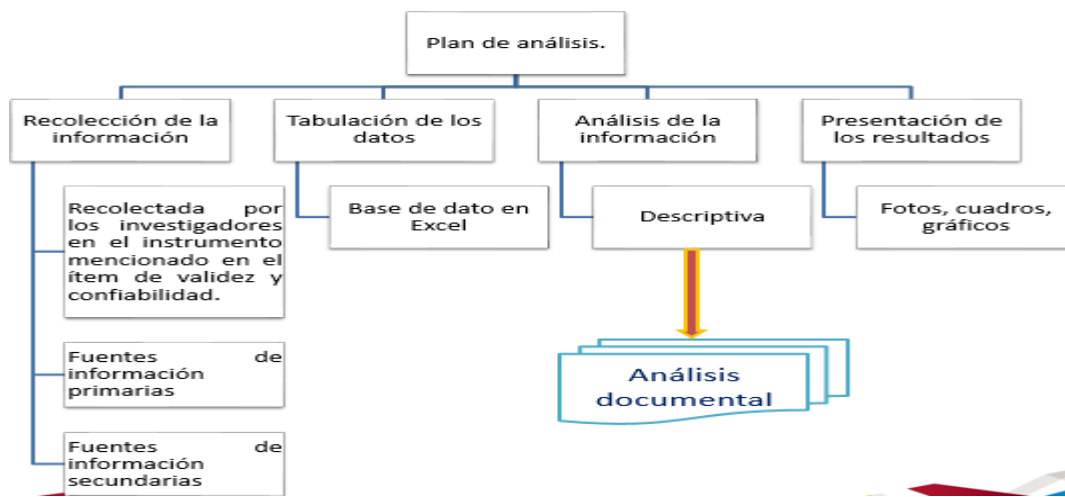 Plan de análisis.
Recolección de la
información
Tabulación de los
datos
Análisis de la
información
Presentación de
los resultados
Recolectada por
los investigadores
en el instrumento
mencionado en el
ítem de validez y
confiabilidad.
Base de dato en
Excel
Descriptiva
Fotos, cuadros,
gráficos
Fuentes de
información
primarias
Análisis
documental
Fuentes de
información
secundarias